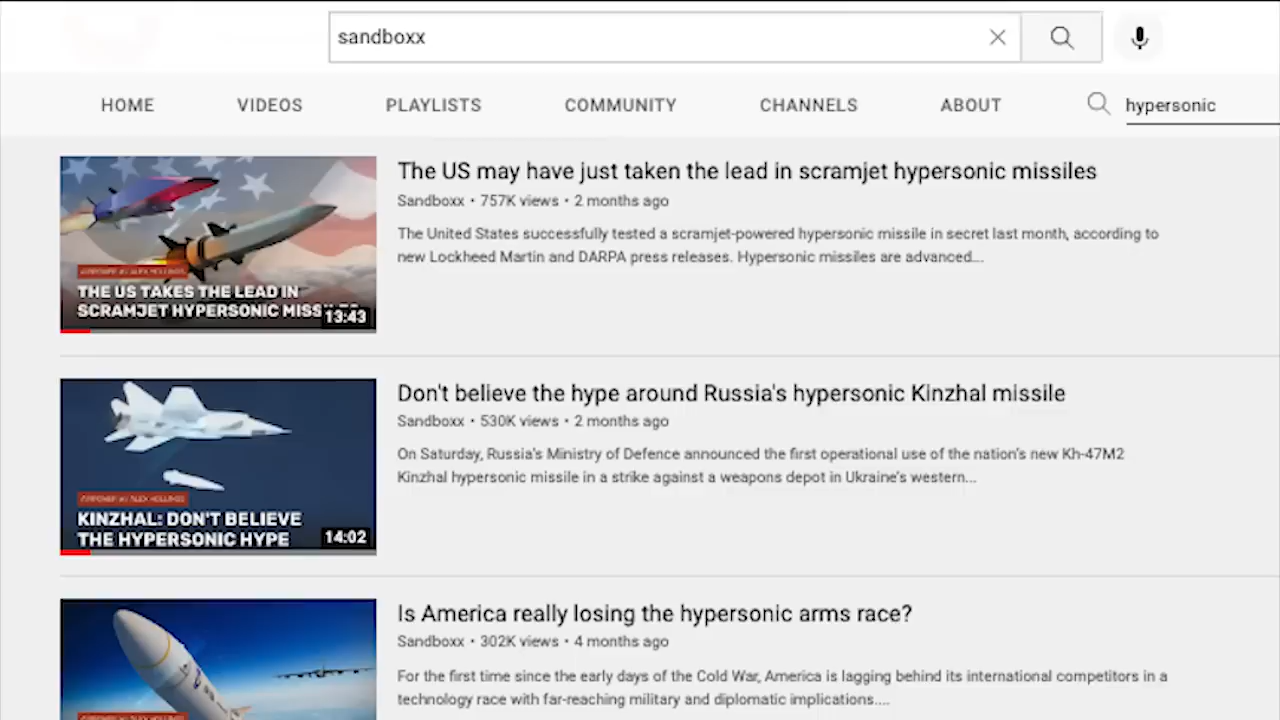 sandboxx
HOME VIDEOS PLAYLISTS COMMUNITY CHANNELS ABOUT hypersonic
The US may have just taken the lead in scramjet hypersonic missiles
Sandboxx • 757K views • 2 months ago
The United States successfully tested a scramjet-powered hypersonic missile in secret last month, according to
new Lockheed Martin and DARPA press releases. Hypersonic missiles are advanced...
AIRPOWER W/ ALEX HOLLINGS
THE US TAKES THE LEAD IN
SCRAMJET HYPERSONIC MISS
13:43
Don't believe the hype around Russia's hypersonic Kinzhal missile
Sandboxx • 530K views • 2 months ago
On Saturday, Russia's Ministry of Defence announced the first operational use of the nation's new Kh-47M2
Kinzhal hypersonic missile in a strike against a weapons depot in Ukraine's western...
AIRPOWER W/ ALEX HOLLINGS
KINZHAL: DON'T BELIEVE
THE HYPERSONIC HYPE
14:02
Is America really losing the hypersonic arms race?
Sandboxx • 302K views • 4 months ago
For the first time since the early days of the Cold War, America is lagging behind its international competitors in a
technology race with far-reaching military and diplomatic implications....